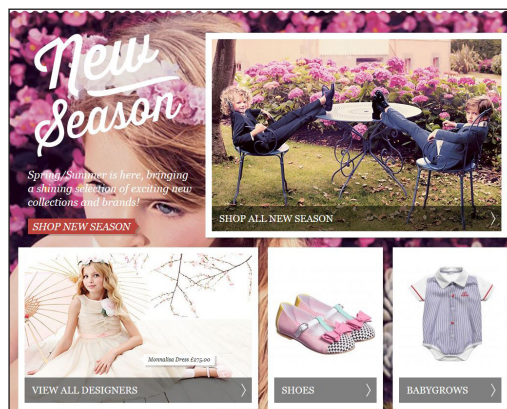 New
Season
Spring/Summer is here, bringing
a shining selection of exciting new
collections and brands!
SHOP NEW SEASON
SHOP ALL NEW SEASON
Monnalisa Dress £275.00
VIEW ALL DESIGNERS
SHOES
BABYGROWS